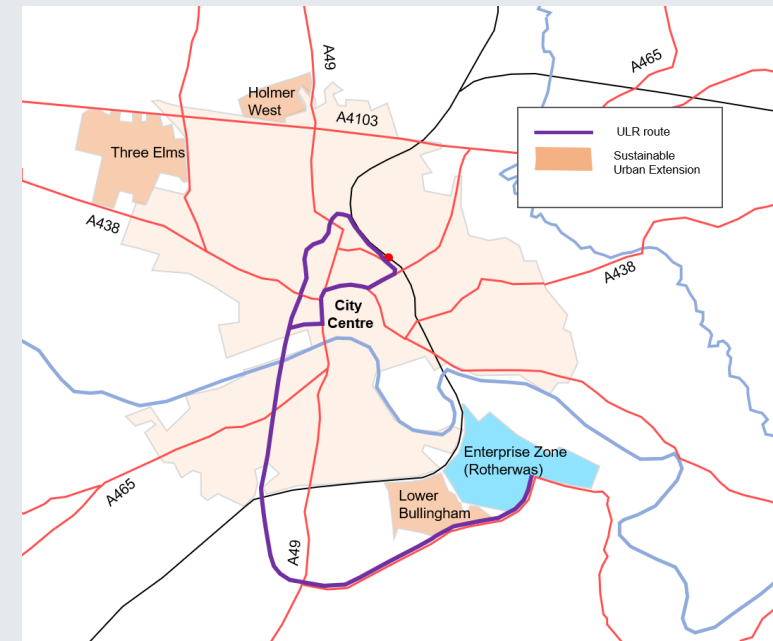 A49
A465
Holmer
West
A4103
ULR route
Three Elms
Sustainable
Urban Extension
A438
A438
City
Centre
Enterprise Zone
(Rotherwas)
A465
Lower
Bullingham
A49